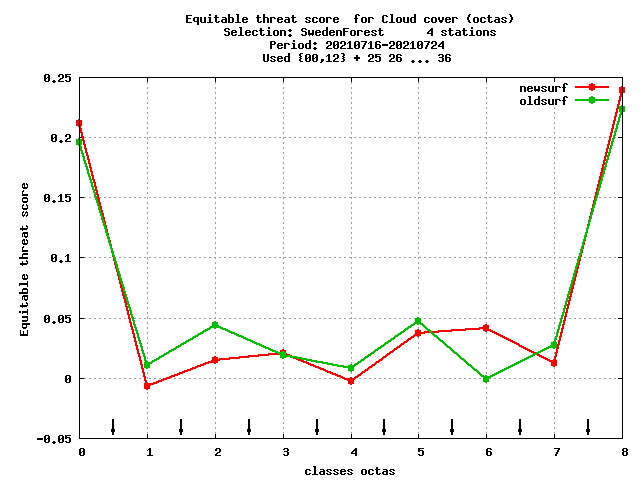 Equitable threat score  for Cloud cover (octas)
Selection: SwedenForest      4 stations
Period: 20210716-20210724
Used {00,12} + 25 26 ... 36
newsurf
oldsurf
Equitable threat score
0.25
0.2
0.15
0.1
0.05
0
-0.05
0 1 2 3 4 5 6 7 8
classes octas